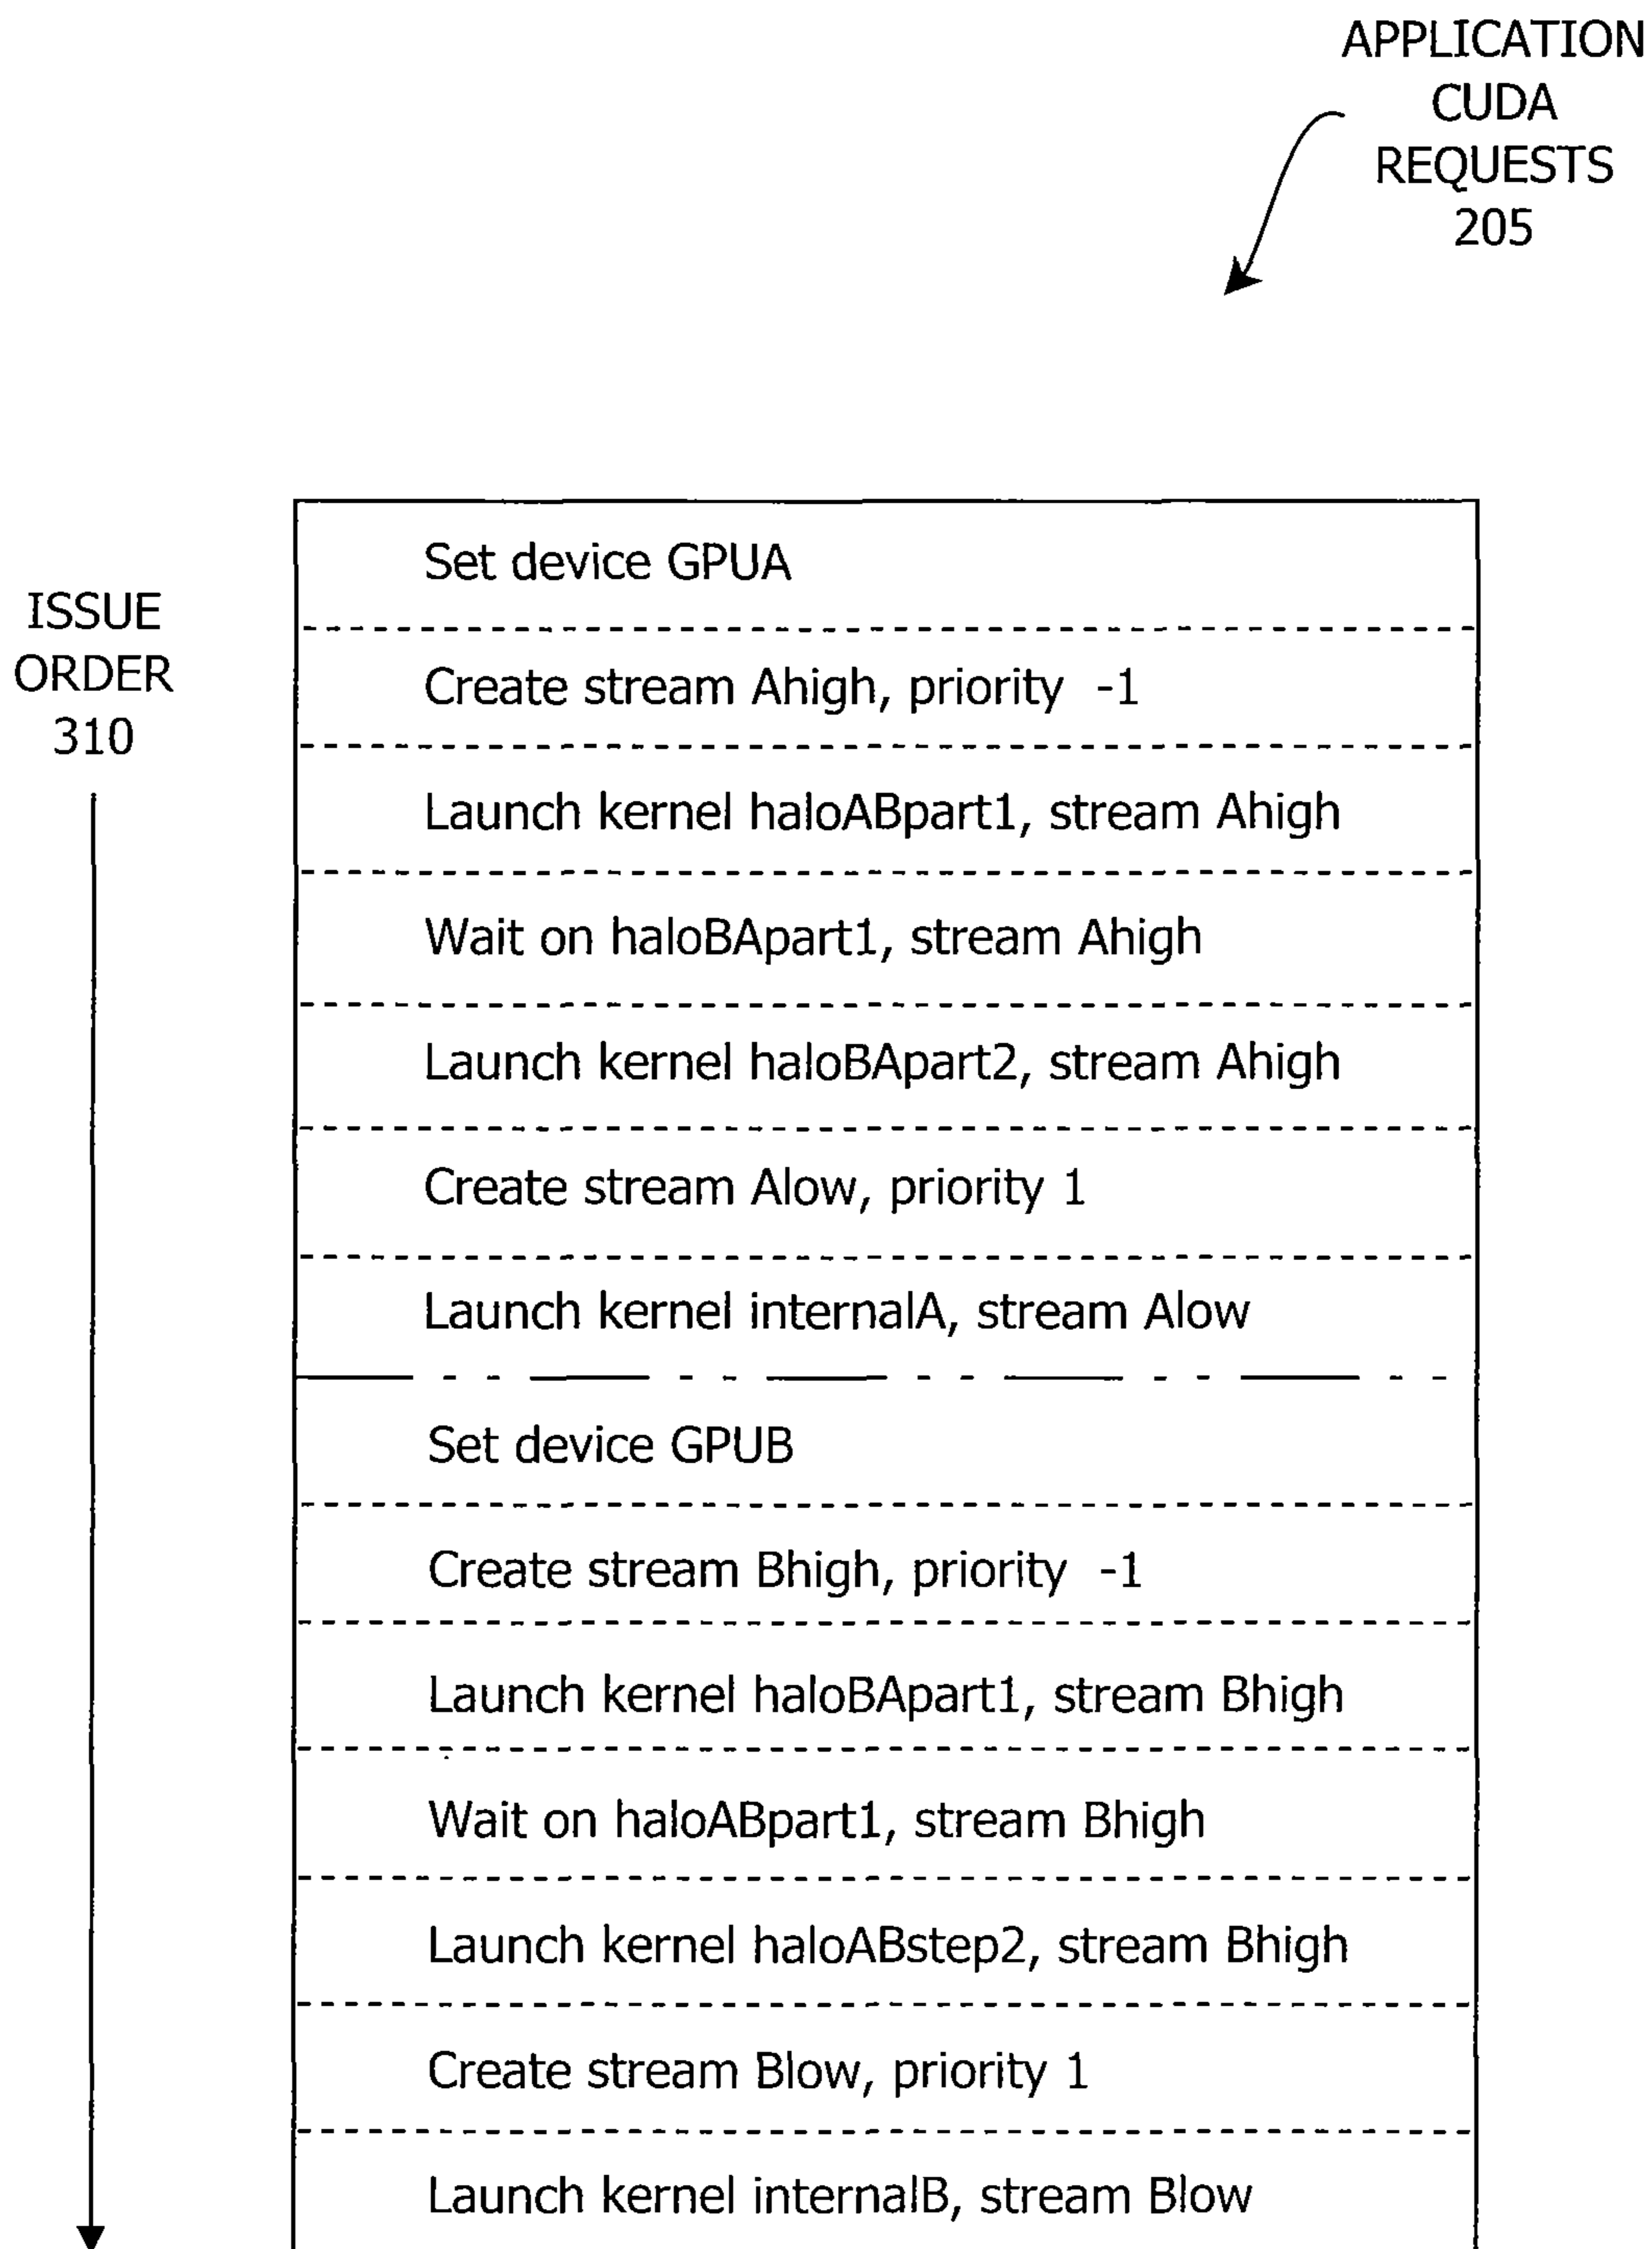 APPLICATION
CUDA
REQUESTS
205
ISSUE
ORDER
310
Set device GPUA
Create stream Ahigh, priority -1
Launch kernel haloABpart1, stream Ahigh
Wait on haloBApart1, stream Ahigh
Launch kernel haloBApart2, stream Ahigh
Create stream Alow, priority 1
Launch kernel internalA, stream Alow
Set device GPUB
Create stream Bhigh, priority -1
Launch kernel haloBApart1, stream Bhigh
Wait on haloABpart1, stream Bhigh
Launch kernel haloABstep2, stream Bhigh
Create stream Blow, priority 1
Launch kernel internalB, stream Blow